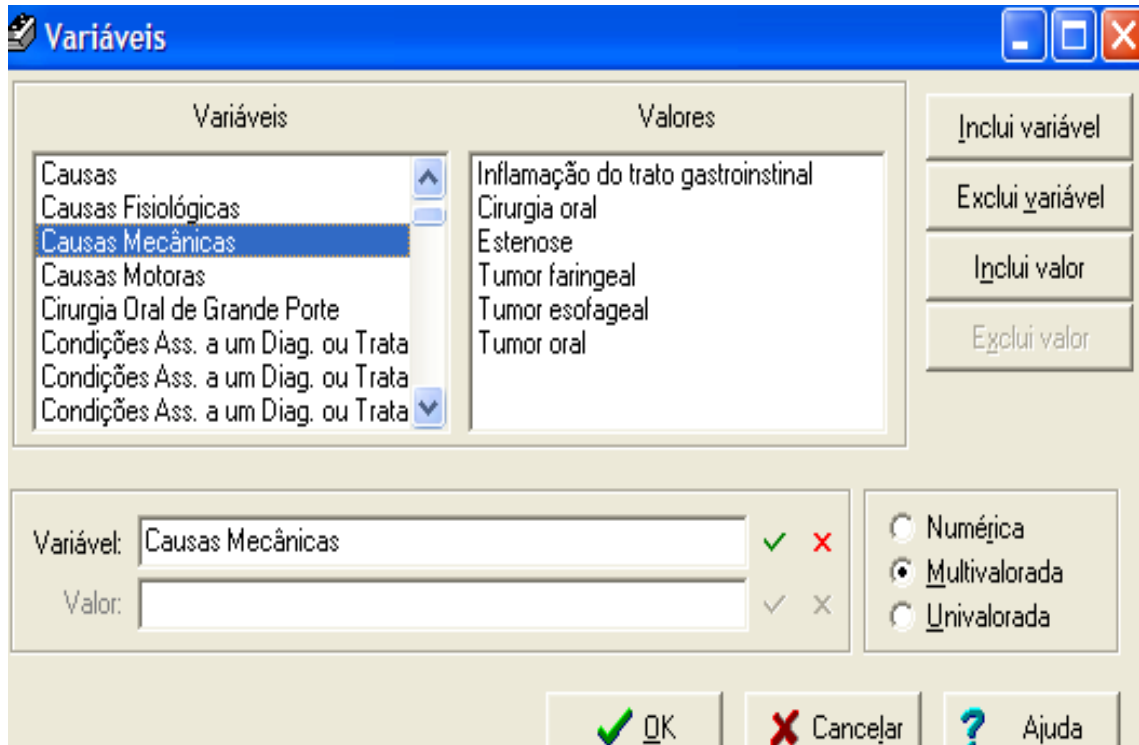 Variáveis
Variáveis
Valores
Causas
Causas Fisiológicas
Causas Mecânicas
Causas Motoras
Cirurgia Oral de Grande Porte
Condições Ass. a um Diag. ou Trata
Condições Ass. a um Diag. ou Trata
Condições Ass. a um Diag. ou Trata
Inflamação do trato gastroinstinal
Cirurgia oral
Estenose
Tumor faringeal
Tumor esofageal
Tumor oral
Inclui variável
Exclui variável
Inclui valor
Exclui valor
Variável: Causas Mecânicas
Valor:
Numérica
Multivalorada
Univalorada
OK
Cancelar
Ajuda